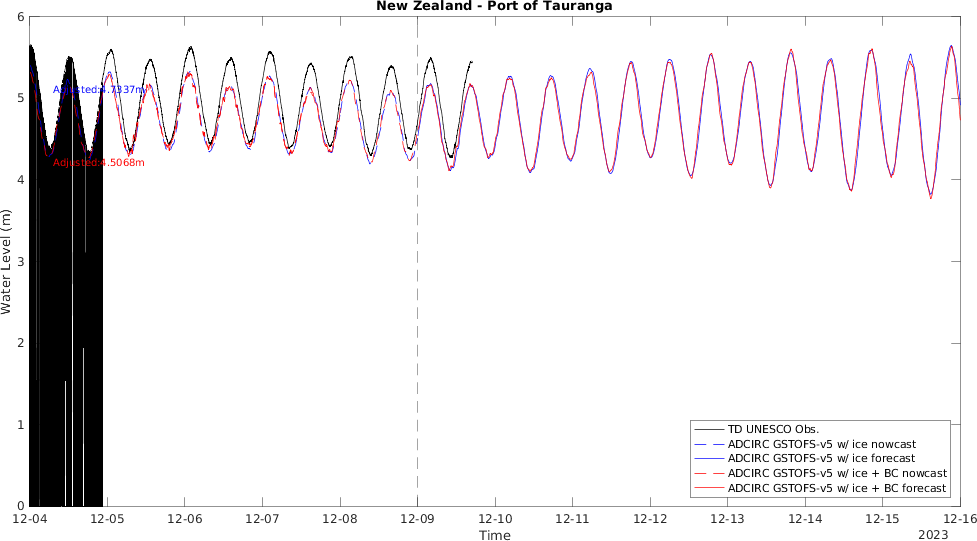 New Zealand - Port of Tauranga
6
5
4
3
2
1
0
Water Level (m)
Adjusted:4.7337m
Adjusted:4.5068m
TD UNESCO Obs.
ADCIRC GSTOFS-v5 w/ ice nowcast
ADCIRC GSTOFS-v5 w/ ice forecast
ADCIRC GSTOFS-v5 w/ ice + BC nowcast
ADCIRC GSTOFS-v5 w/ ice + BC forecast
12-04 12-05 12-06 12-07 12-08 12-09 12-10 12-11 12-12 12-13 12-14 12-15 12-16
Time
2023